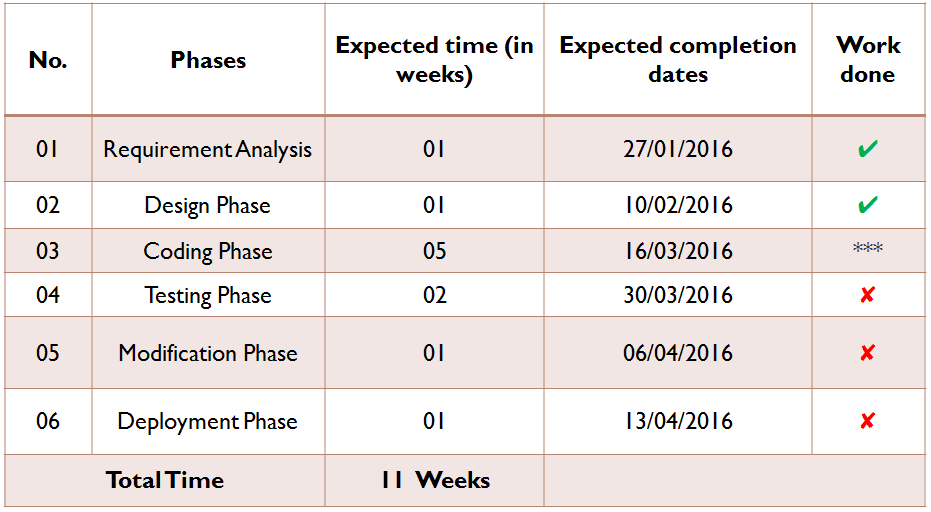 No. Phases Expected time (in weeks) Expected completion dates Work done
01 Requirement Analysis 01 27/01/2016 ✔
02 Design Phase 01 10/02/2016 ✔
03 Coding Phase 05 16/03/2016 ***
04 Testing Phase 02 30/03/2016 ✘
05 Modification Phase 01 06/04/2016 ✘
06 Deployment Phase 01 13/04/2016 ✘
Total Time 11 Weeks